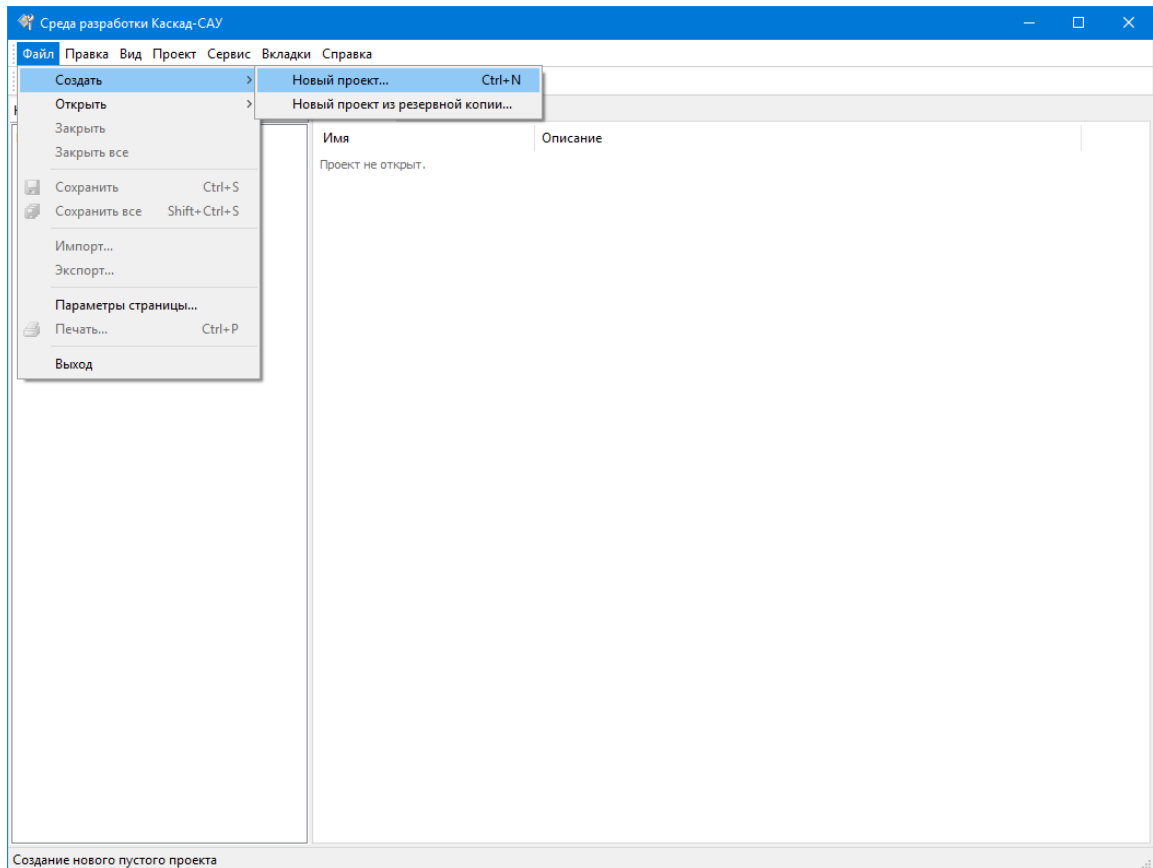 Среда разработки Каскад-САУ
Файл Правка Вид Проект Сервис Вкладки Справка
Создать
Новый проект... Ctrl+N
Открыть
Новый проект из резервной копии...
Закрыть
Закрыть все
Имя Описание
Проект не открыт.
Сохранить Ctrl+S
Сохранить все Shift+Ctrl+S
Импорт...
Экспорт...
Параметры страницы...
Печать... Ctrl+P
Выход
Создание нового пустого проекта